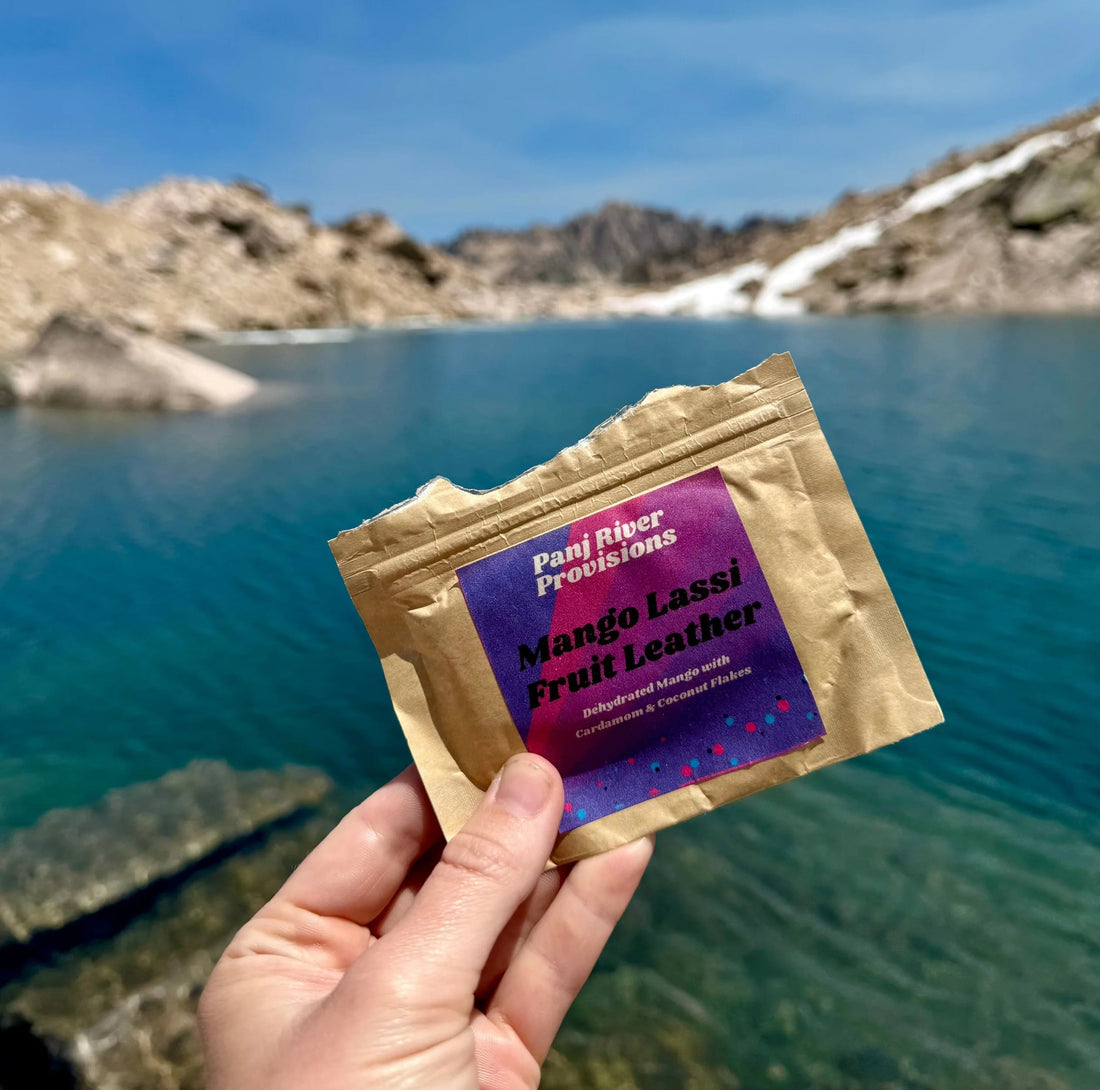 Panj River
Provisions
Mango Lassi
Fruit Leather
Dehydrated Mango with
Cardamom & Coconut Flakes